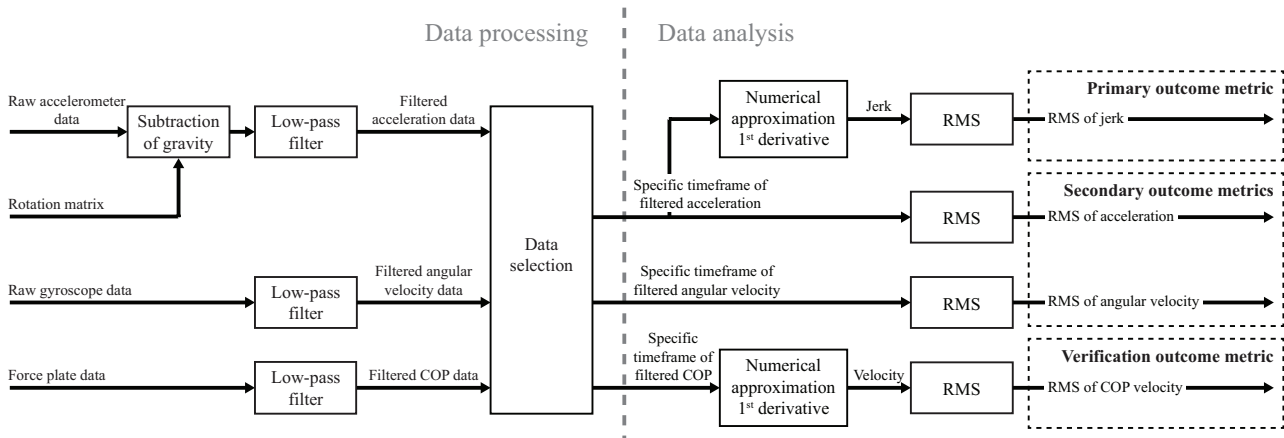 Data processing
Data analysis
Raw accelerometer
data
Subtraction
of gravity
Low-pass
filter
Filtered
acceleration data
Rotation matrix
Raw gyroscope data
Low-pass
filter
Filtered angular
velocity data
Force plate data
Low-pass
filter
Filtered COP data
Data
selection
Numerical
approximation
1st derivative
Jerk
RMS
Primary outcome metric
RMS of jerk
Specific timeframe of
filtered acceleration
RMS
Secondary outcome metrics
RMS of acceleration
Specific timeframe of
filtered angular velocity
RMS
RMS of angular velocity
Specific
timeframe of
filtered COP
Numerical
approximation
1st derivative
Velocity
RMS
Verification outcome metric
RMS of COP velocity